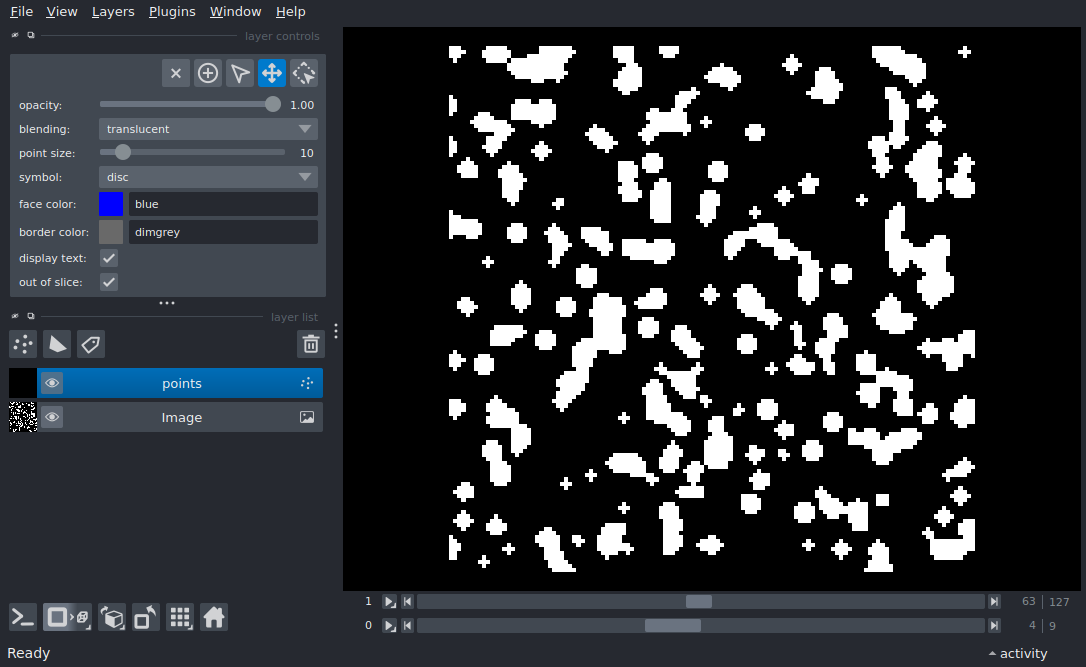 File View Layers Plugins Window Help
layer controls
opacity: 1.00
blending: translucent
point size: 10
symbol: disc
face color: blue
border color: dimgrey
display text:
out of slice:
layer list
points
Image
1 63 127
0 4 9
Ready activity